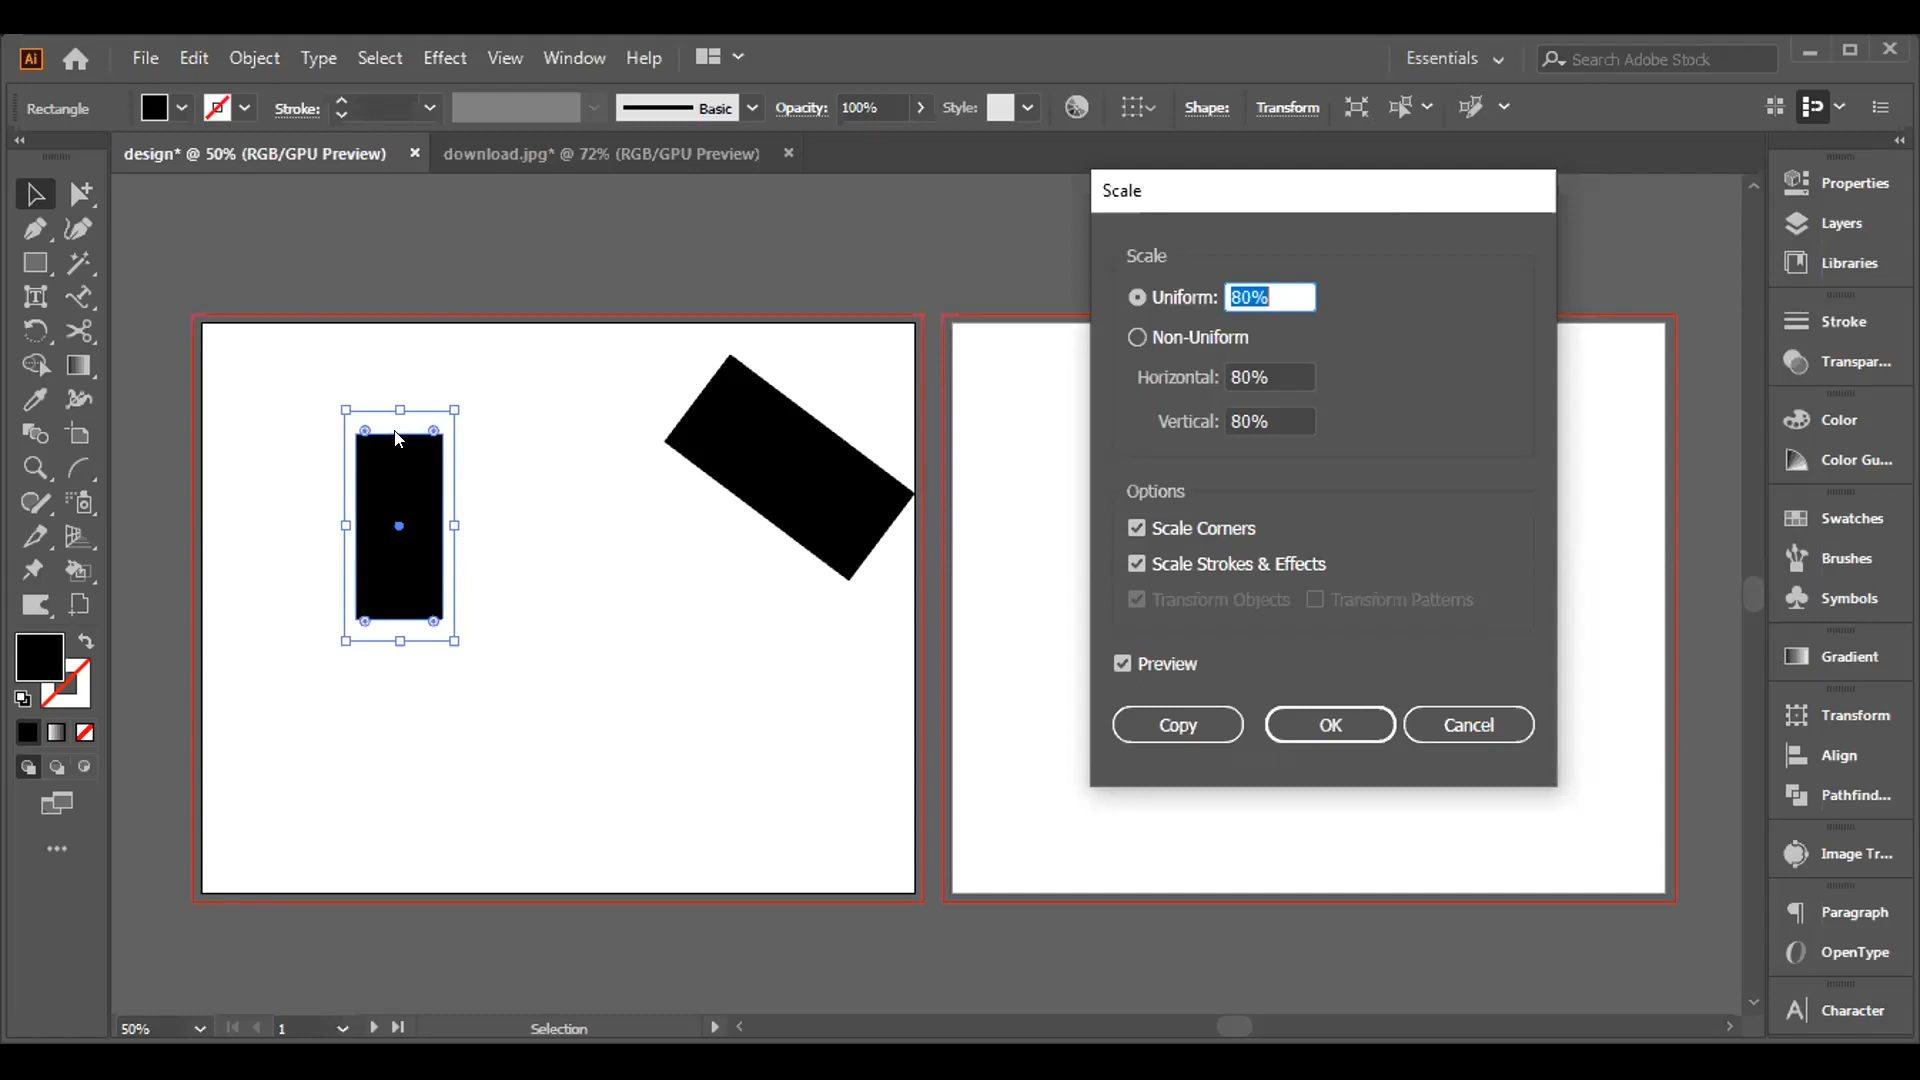 Ai File Edit Object Type Select Effect View Window Help Essentials Search Adobe Stock
Rectangle Stroke: Basic Opacity: 100% Style: Shape: Transform
design* @ 50% (RGB/GPU Preview) download.jpg* @ 72% (RGB/GPU Preview)
Scale
Scale
Uniform: 80%
Non-Uniform
Horizontal: 80%
Vertical: 80%
Options
Scale Corners
Scale Strokes & Effects
Transform Objects Transform Patterns
Preview
Copy OK Cancel
Properties
Layers
Libraries
Stroke
Transpar...
Color
Color Gu...
Swatches
Brushes
Symbols
Gradient
Transform
Align
Pathfind...
Image Tr...
Paragraph
OpenType
Character
50% 1 Selection